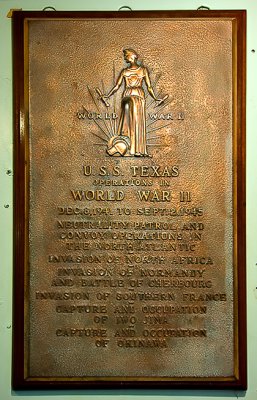 WORLD WAR II
U.S.S. TEXAS
OPERATIONS IN
WORLD WAR II
DEC. 8, 1941 TO SEPT. 2, 1945
NEUTRALITY PATROL AND
CONVOY OPERATIONS IN
THE NORTH ATLANTIC
INVASION OF NORTH AFRICA
INVASION OF NORMANDY
AND BATTLE OF CHERBOURG
INVASION OF SOUTHERN FRANCE
CAPTURE AND OCCUPATION
OF IWO JIMA
CAPTURE AND OCCUPATION
OF OKINAWA